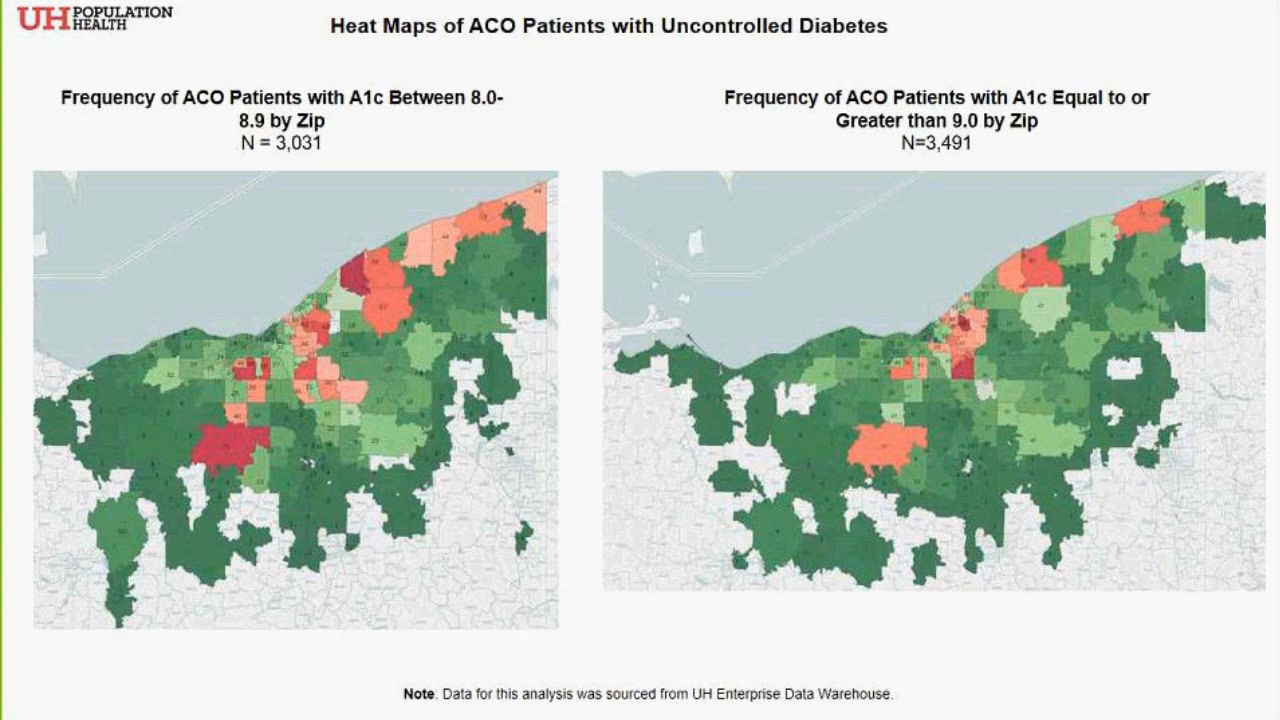 UH POPULATION
HEALTH
Heat Maps of ACO Patients with Uncontrolled Diabetes
Frequency of ACO Patients with A1c Between 8.0-
8.9 by Zip
N = 3,031
Frequency of ACO Patients with A1c Equal to or
Greater than 9.0 by Zip
N=3,491
Note: Data for this analysis was sourced from UH Enterprise Data Warehouse.